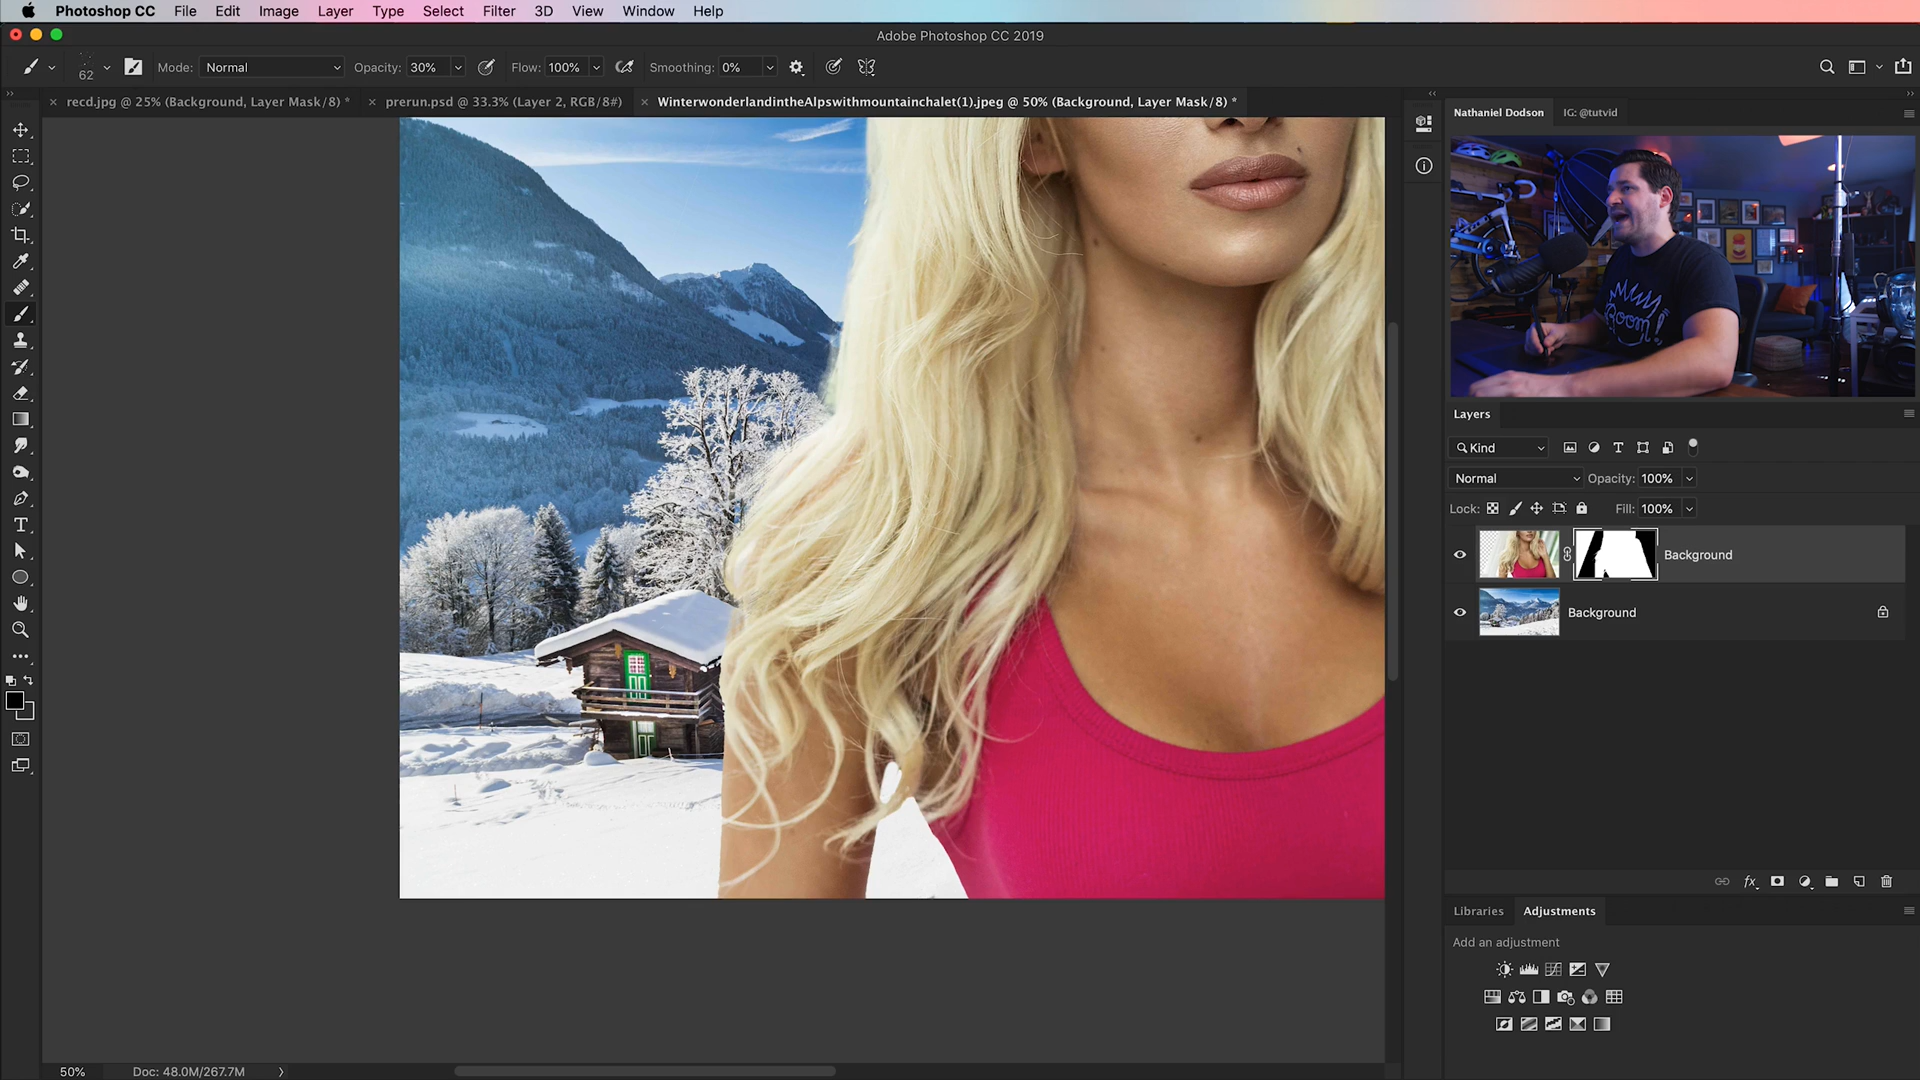 Photoshop CC File Edit Image Layer Type Select Filter 3D View Window Help
Adobe Photoshop CC 2019
62 Mode: Normal Opacity: 30% Flow: 100% Smoothing: 0%
× recd.jpg @ 25% (Background, Layer Mask/8) * × prerun.psd @ 33.3% (Layer 2, RGB/8#) × WinterwonderlandintheAlpswithmountainchalet(1).jpeg @ 50% (Background, Layer Mask/8) *
Nathaniel Dodson IG: @tutvid
Boom!
Layers
Kind
Normal Opacity: 100%
Lock: Fill: 100%
Background
Background
fx
Libraries Adjustments
Add an adjustment
50% Doc: 48.0M/267.7M